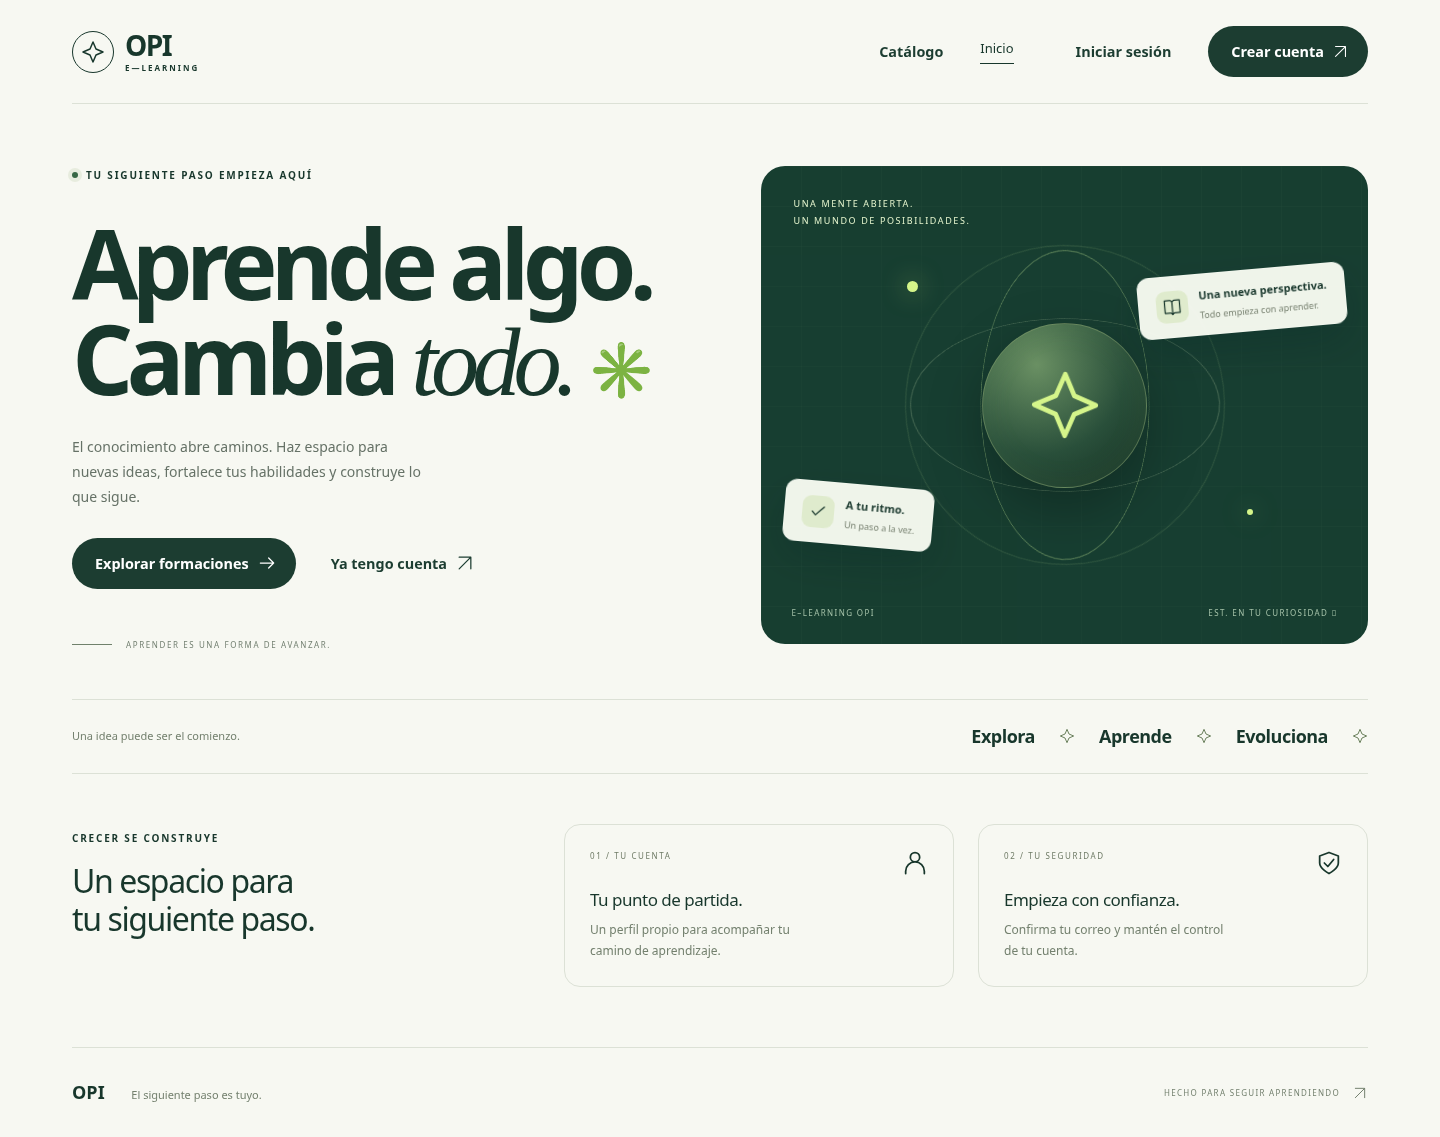 OPI
E—LEARNING
Catálogo
Inicio
Iniciar sesión
Crear cuenta
TU SIGUIENTE PASO EMPIEZA AQUÍ
Aprende algo.
Cambia todo.
El conocimiento abre caminos. Haz espacio para
nuevas ideas, fortalece tus habilidades y construye lo
que sigue.
Explorar formaciones
Ya tengo cuenta
APRENDER ES UNA FORMA DE AVANZAR.
UNA MENTE ABIERTA.
UN MUNDO DE POSIBILIDADES.
Una nueva perspectiva.
Todo empieza con aprender.
A tu ritmo.
Un paso a la vez.
E–LEARNING OPI
EST. EN TU CURIOSIDAD
Una idea puede ser el comienzo.
Explora
Aprende
Evoluciona
CRECER SE CONSTRUYE
Un espacio para
tu siguiente paso.
01 / TU CUENTA
Tu punto de partida.
Un perfil propio para acompañar tu
camino de aprendizaje.
02 / TU SEGURIDAD
Empieza con confianza.
Confirma tu correo y mantén el control
de tu cuenta.
OPI
El siguiente paso es tuyo.
HECHO PARA SEGUIR APRENDIENDO